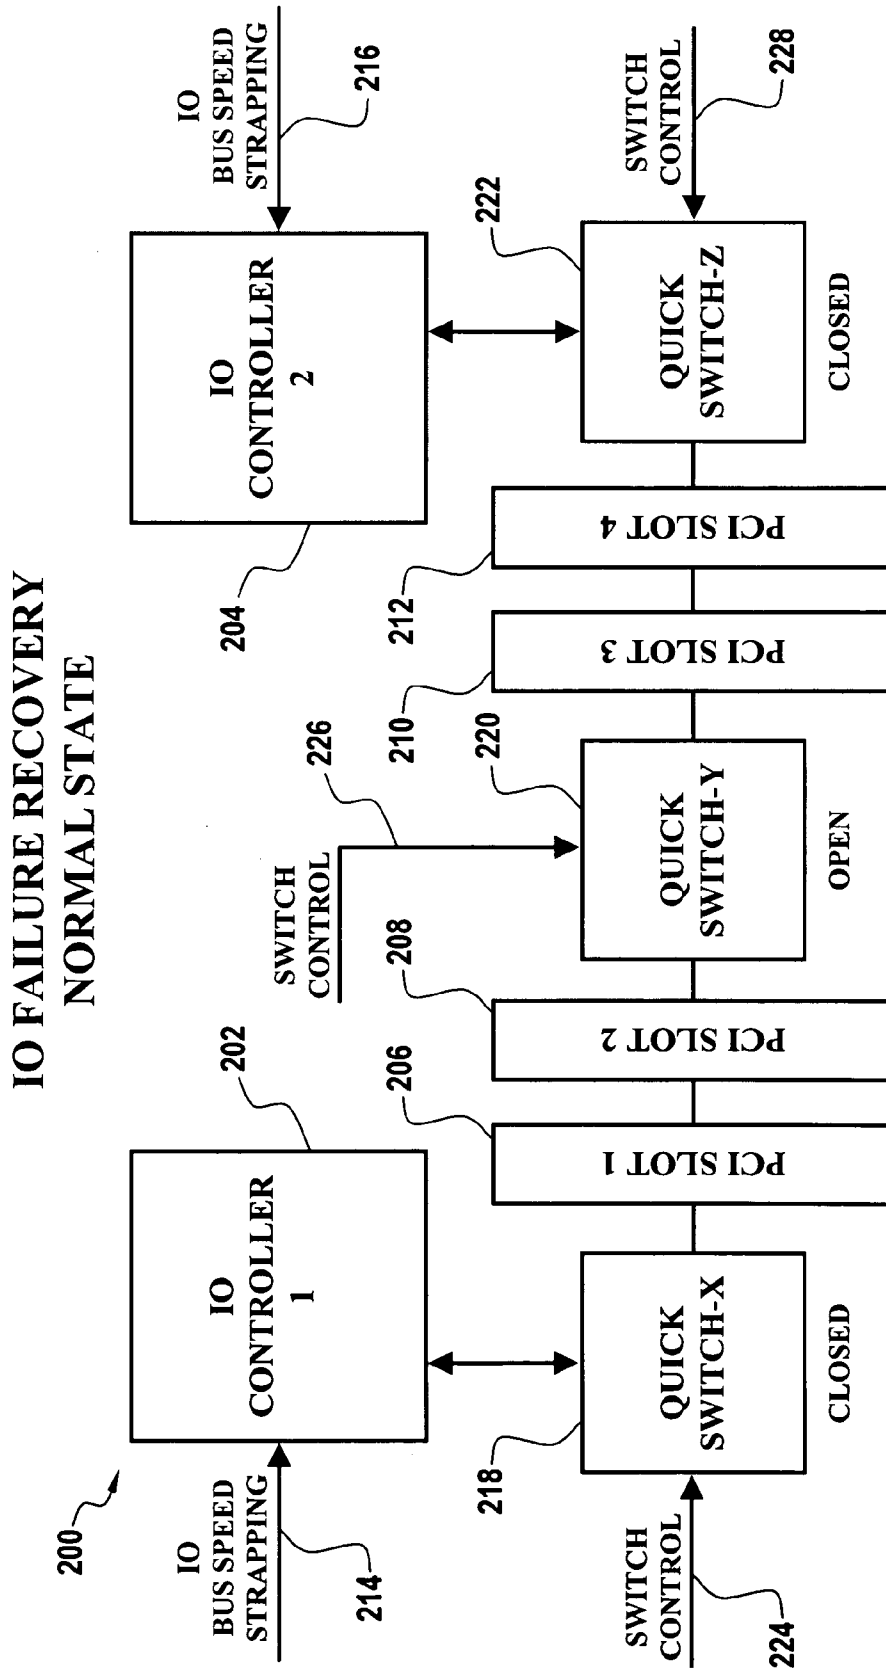 IO FAILURE RECOVERY
NORMAL STATE
200
IO
BUS SPEED
STRAPPING
214
IO
CONTROLLER
1
202
IO
CONTROLLER
2
204
IO
BUS SPEED
STRAPPING
216
SWITCH
CONTROL
226
206
208
210
212
218
220
222
SWITCH
CONTROL
224
QUICK
SWITCH-X
CLOSED
PCI SLOT 1
PCI SLOT 2
QUICK
SWITCH-Y
OPEN
PCI SLOT 3
PCI SLOT 4
QUICK
SWITCH-Z
CLOSED
SWITCH
CONTROL
228